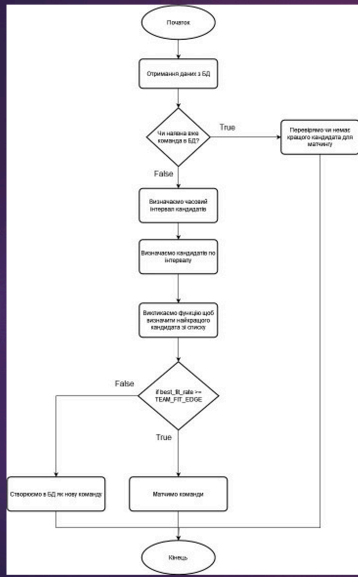 Початок
Отримання даних з БД
Чи наявна вже
команда в БД?
True
Перевіряємо чи немає
кращого кандидата для
матчингу
False
Визначаємо часовий
інтервал кандидатів
Визначаємо кандидатів по
інтервалу
Викликаємо функцію щоб
визначити найкращого
кандидата зі списку
if best_fit_rate >=
TEAM_FIT_EDGE
False
True
Створюємо в БД як нову команду
Матчимо команди
Кінець